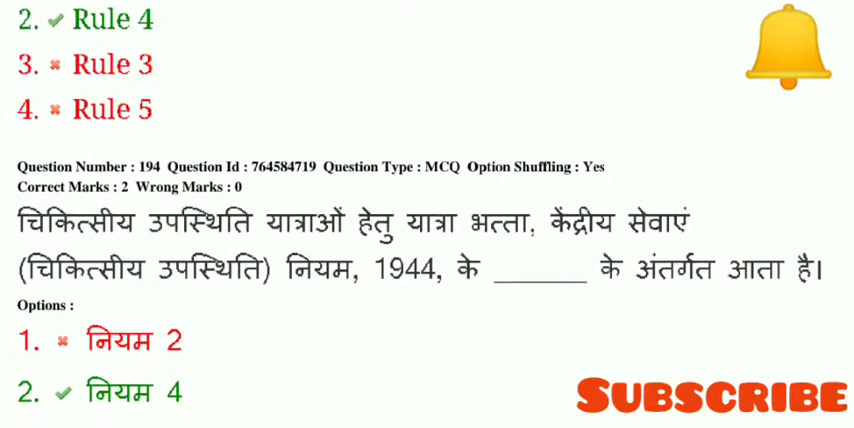 2. Rule 4
3. Rule 3
4. Rule 5
Question Number : 194 Question Id : 764584719 Question Type : MCQ Option Shuffling : Yes
Correct Marks : 2 Wrong Marks : 0
चिकित्सीय उपस्थिति यात्राओं हेतु यात्रा भत्ता, केंद्रीय सेवाएं
(चिकित्सीय उपस्थिति) नियम, 1944, के _______ के अंतर्गत आता है।
Options :
1. नियम 2
2. नियम 4
SUBSCRIBE